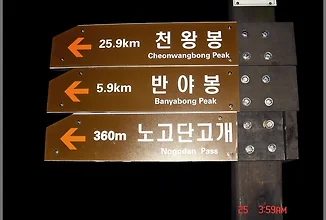 25.9km 천왕봉
Cheonwangbong Peak
5.9km 반야봉
Banyabong Peak
360m 노고단고개
Nogodan Pass
25 3:59AM